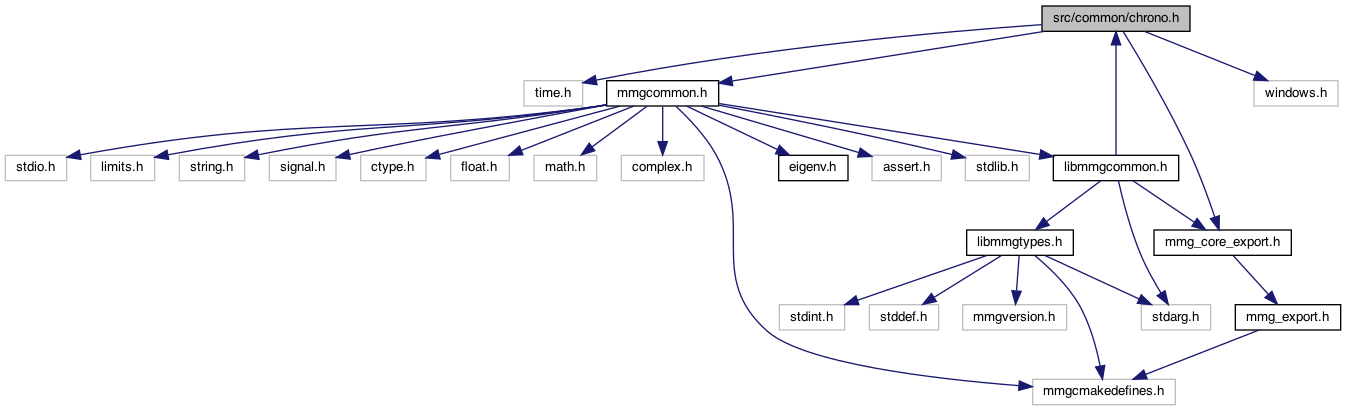 src/common/chrono.h
time.h
mmgcommon.h
windows.h
stdio.h
limits.h
string.h
signal.h
ctype.h
float.h
math.h
complex.h
eigenv.h
assert.h
stdlib.h
libmmgcommon.h
libmmgtypes.h
mmg_core_export.h
stdint.h
stddef.h
mmgversion.h
stdarg.h
mmg_export.h
mmgcmakedefines.h